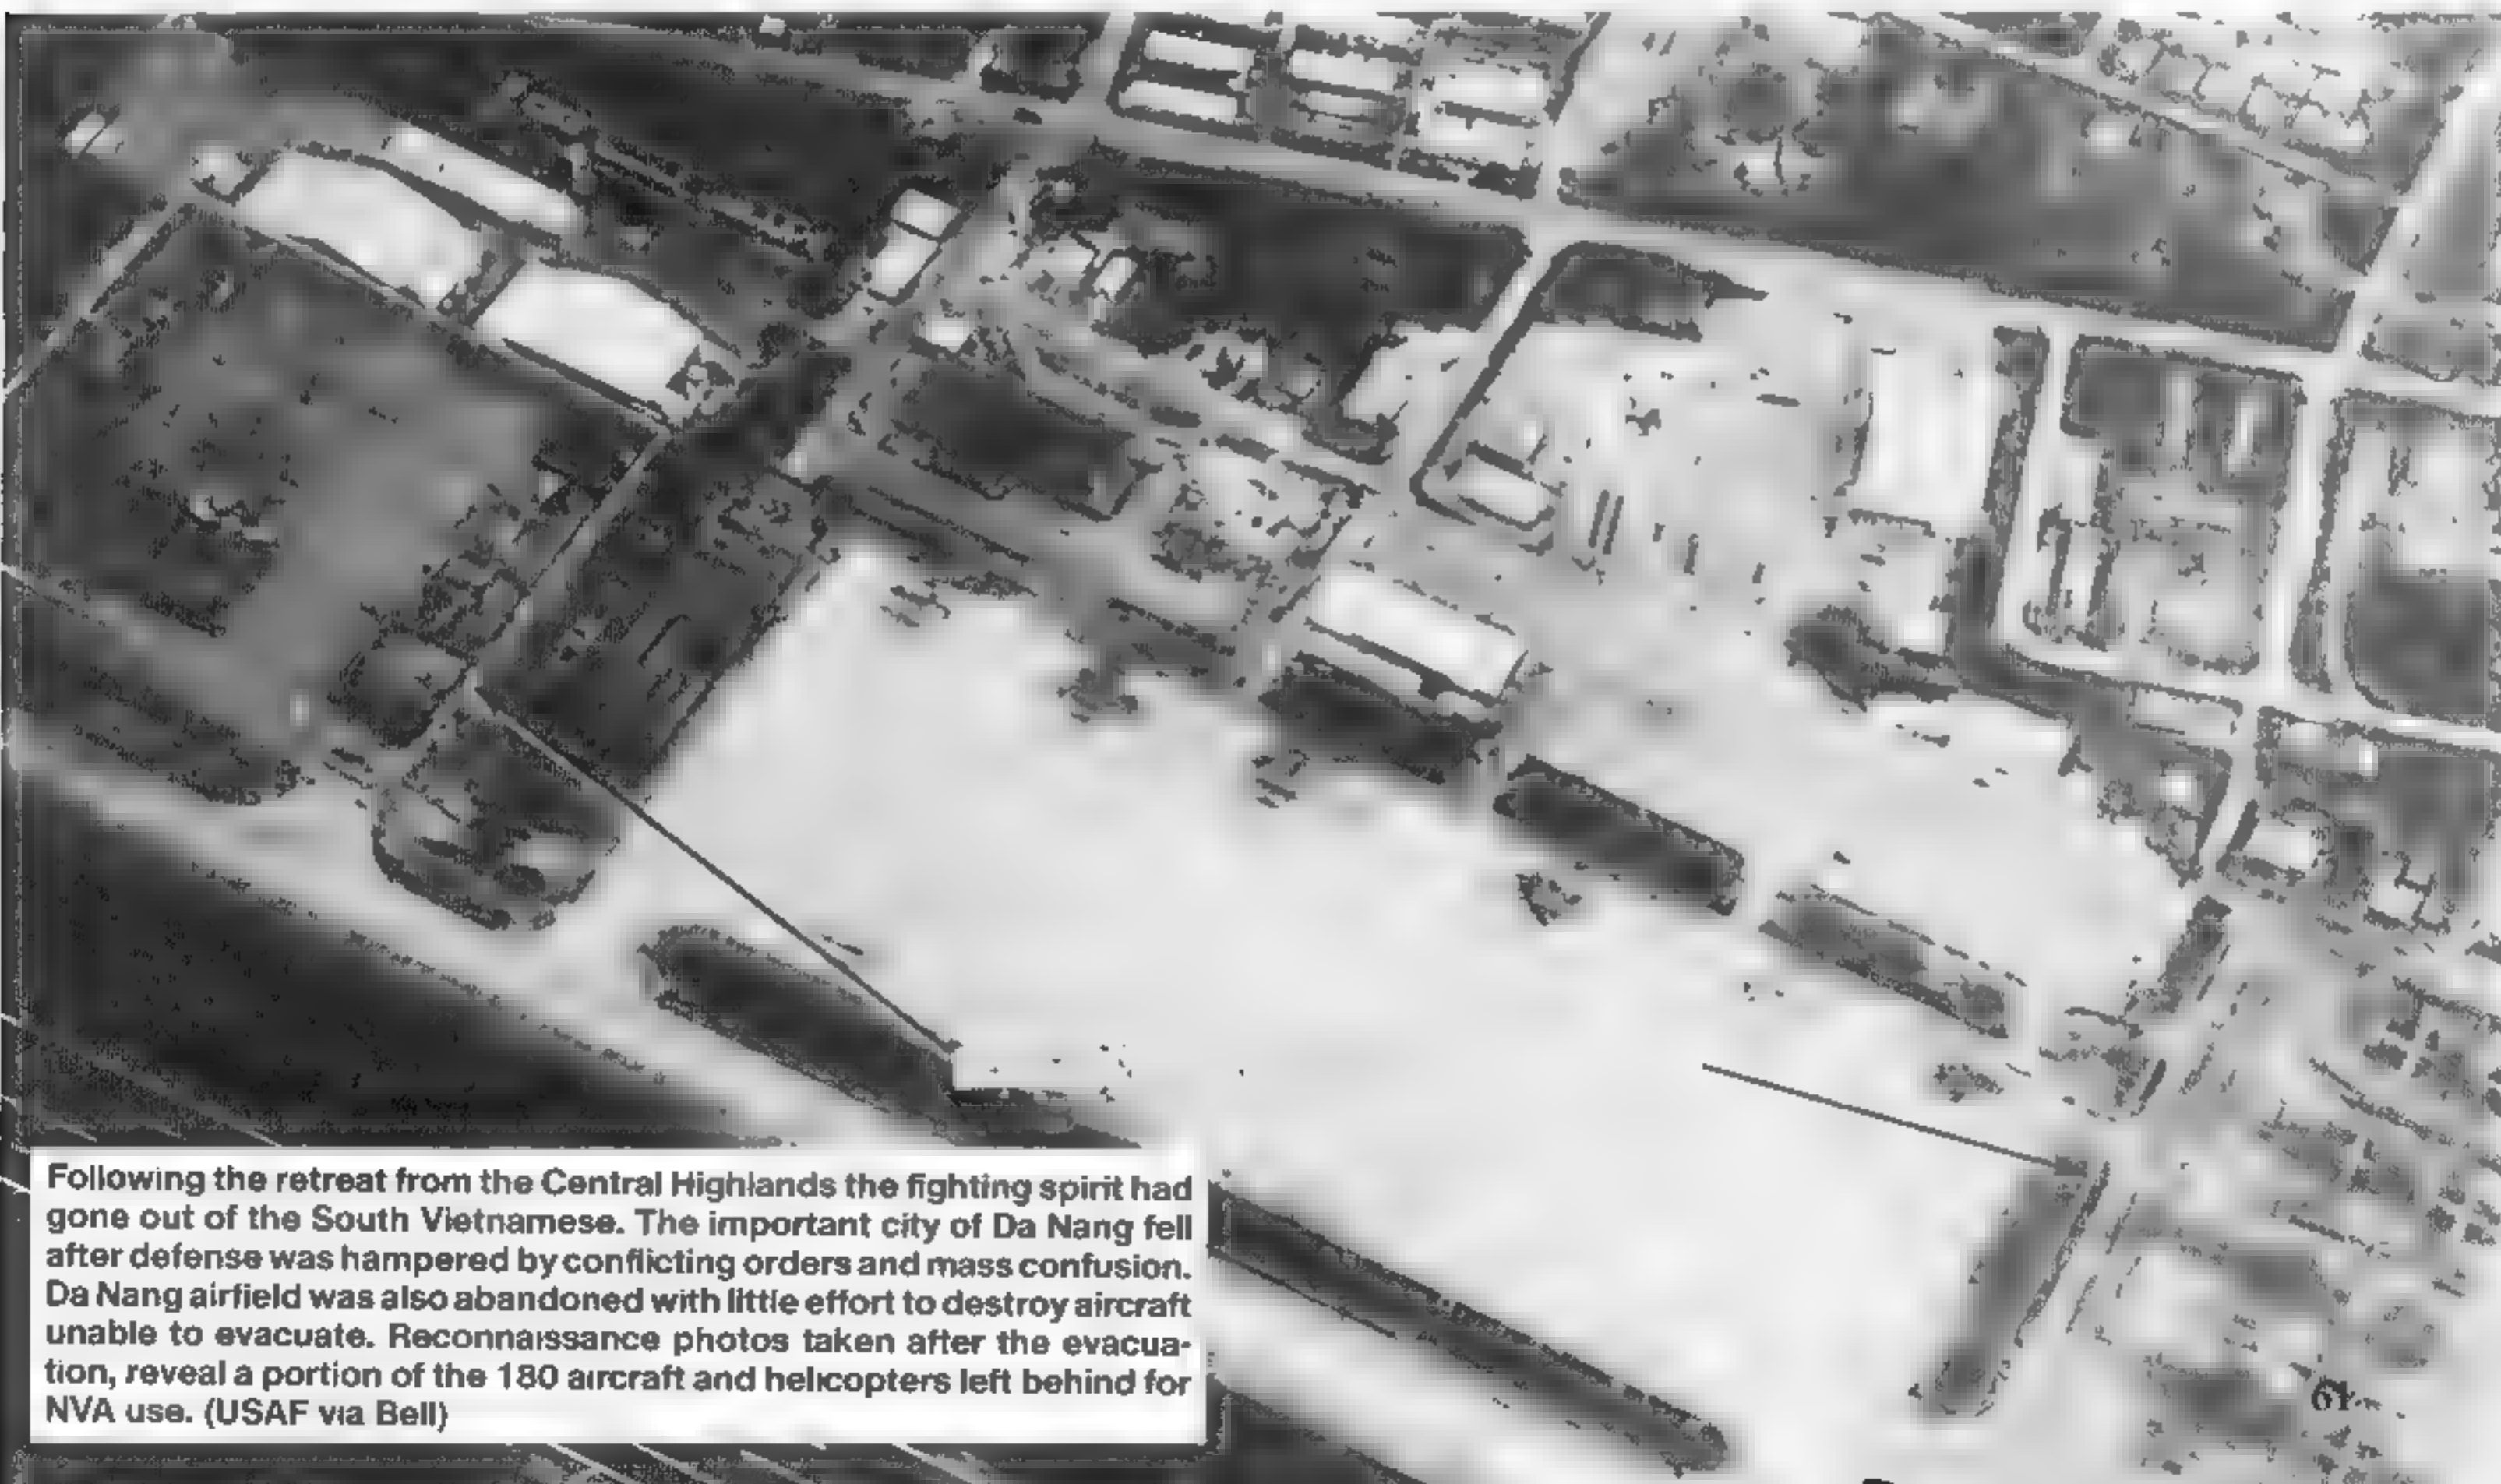 Following the retreat from the Central Highlands the fighting spirit had
gone out of the South Vietnamese. The important city of Da Nang fell
after defense was hampered by conflicting orders and mass confusion.
Da Nang airfield was also abandoned with little effort to destroy aircraft
unable to evacuate. Reconnaissance photos taken after the evacua-
tion, reveal a portion of the 180 aircraft and helicopters left behind for
NVA use. (USAF via Bell)
61